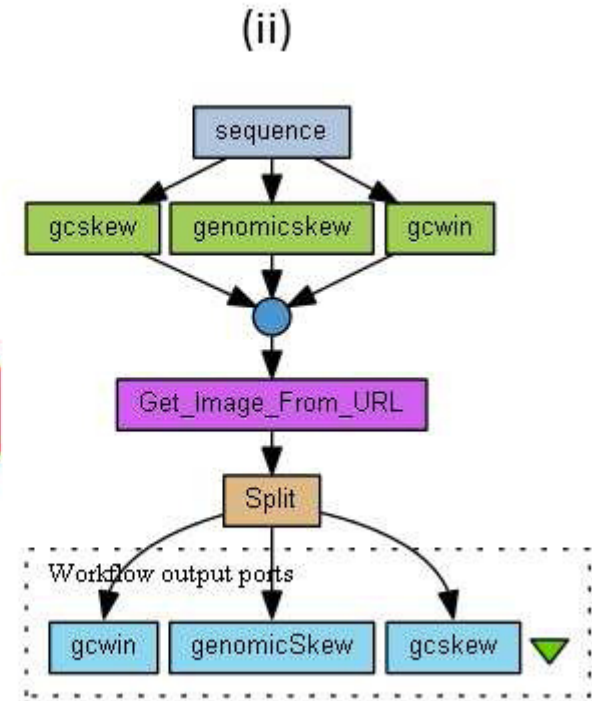 (ii)
sequence
gcskew genomicskew gcwin
Get_Image_From_URL
Split
Workflow output ports
gcwin genomicSkew gcskew